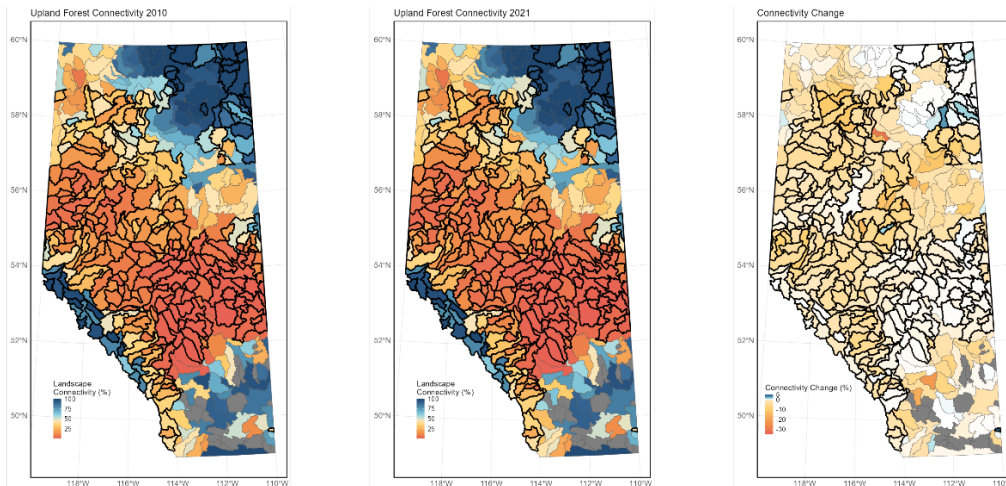 Upland Forest Connectivity 2010
60°N
58°N
56°N
54°N
52°N
50°N
Landscape
Connectivity (%)
100
75
50
25
118°W 116°W 114°W 112°W 110°W
Upland Forest Connectivity 2021
60°N
58°N
56°N
54°N
52°N
50°N
Landscape
Connectivity (%)
100
75
50
25
118°W 116°W 114°W 112°W 110°W
Connectivity Change
60°N
58°N
56°N
54°N
52°N
50°N
Connectivity Change (%)
0
-10
-20
-30
118°W 116°W 114°W 112°W 110°